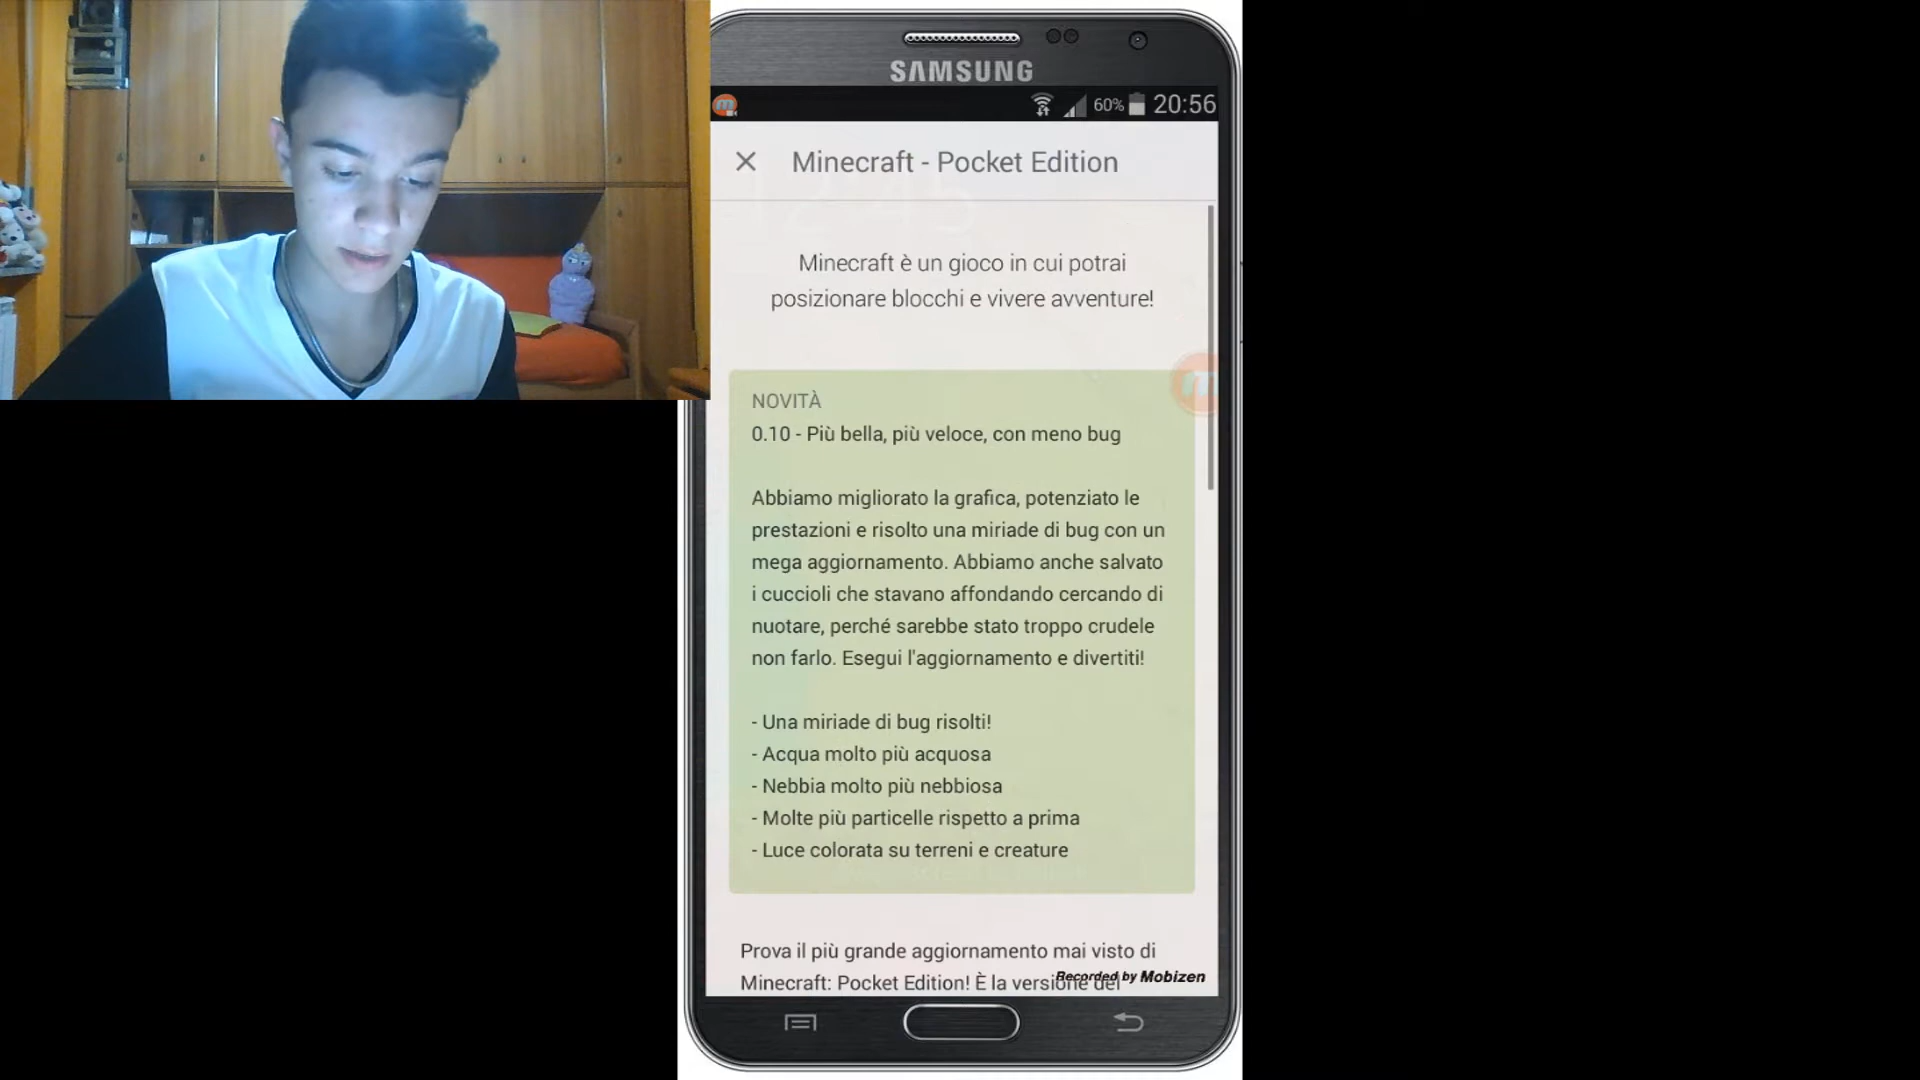 SAMSUNG
60% 20:56
Minecraft - Pocket Edition
Minecraft è un gioco in cui potrai
posizionare blocchi e vivere avventure!
NOVITÀ
0.10 - Più bella, più veloce, con meno bug
Abbiamo migliorato la grafica, potenziato le
prestazioni e risolto una miriade di bug con un
mega aggiornamento. Abbiamo anche salvato
i cuccioli che stavano affondando cercando di
nuotare, perché sarebbe stato troppo crudele
non farlo. Esegui l'aggiornamento e divertiti!
- Una miriade di bug risolti!
- Acqua molto più acquosa
- Nebbia molto più nebbiosa
- Molte più particelle rispetto a prima
- Luce colorata su terreni e creature
Prova il più grande aggiornamento mai visto di
Minecraft: Pocket Edition! È la versione del
Recorded by Mobizen